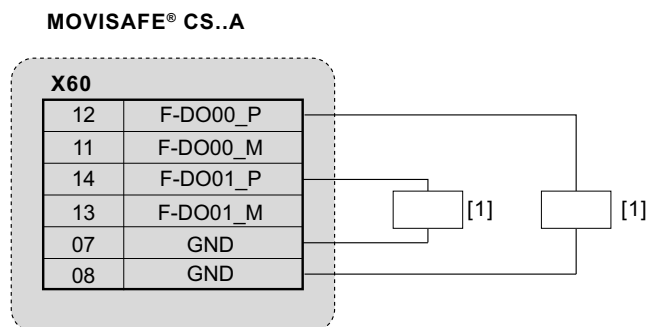 MOVISAFE® CS..A
X60
12 F-DO00_P
11 F-DO00_M
14 F-DO01_P
13 F-DO01_M
07 GND
08 GND
[1] [1]